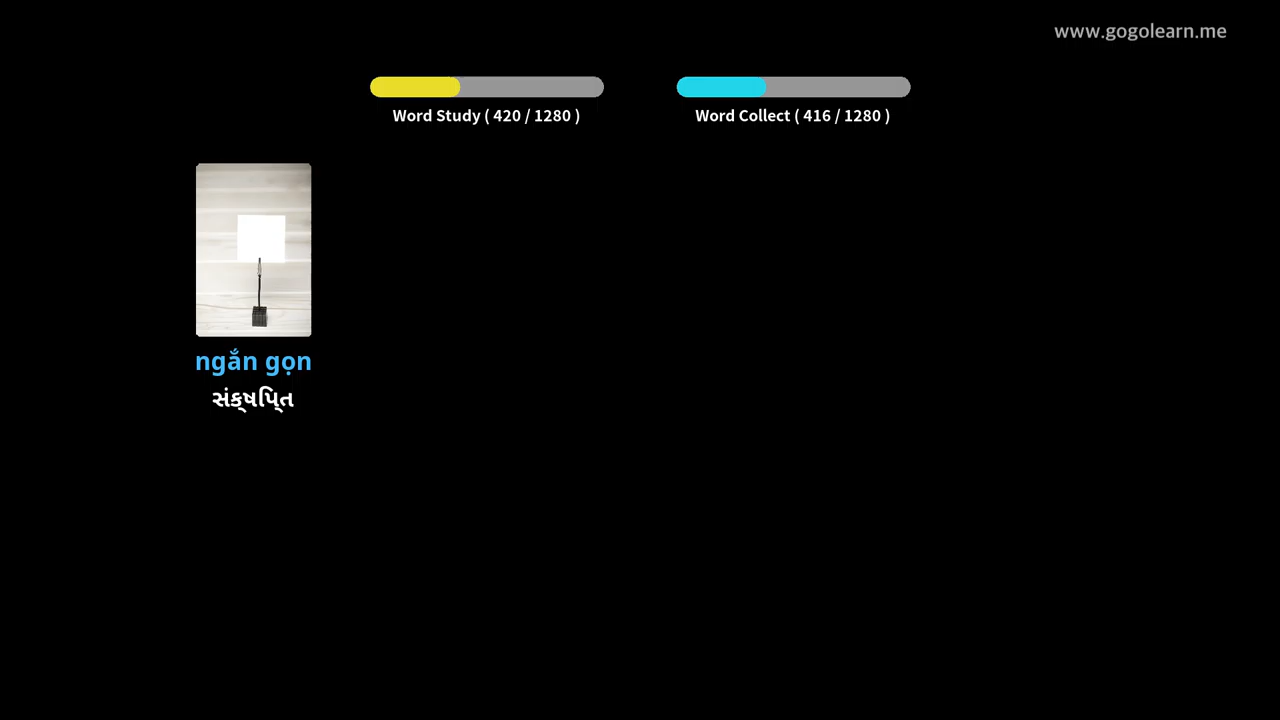 www.gogolearn.me
Word Study ( 420 / 1280 )
Word Collect ( 416 / 1280 )
ngắn gọn
સંક્ષિપ્ત